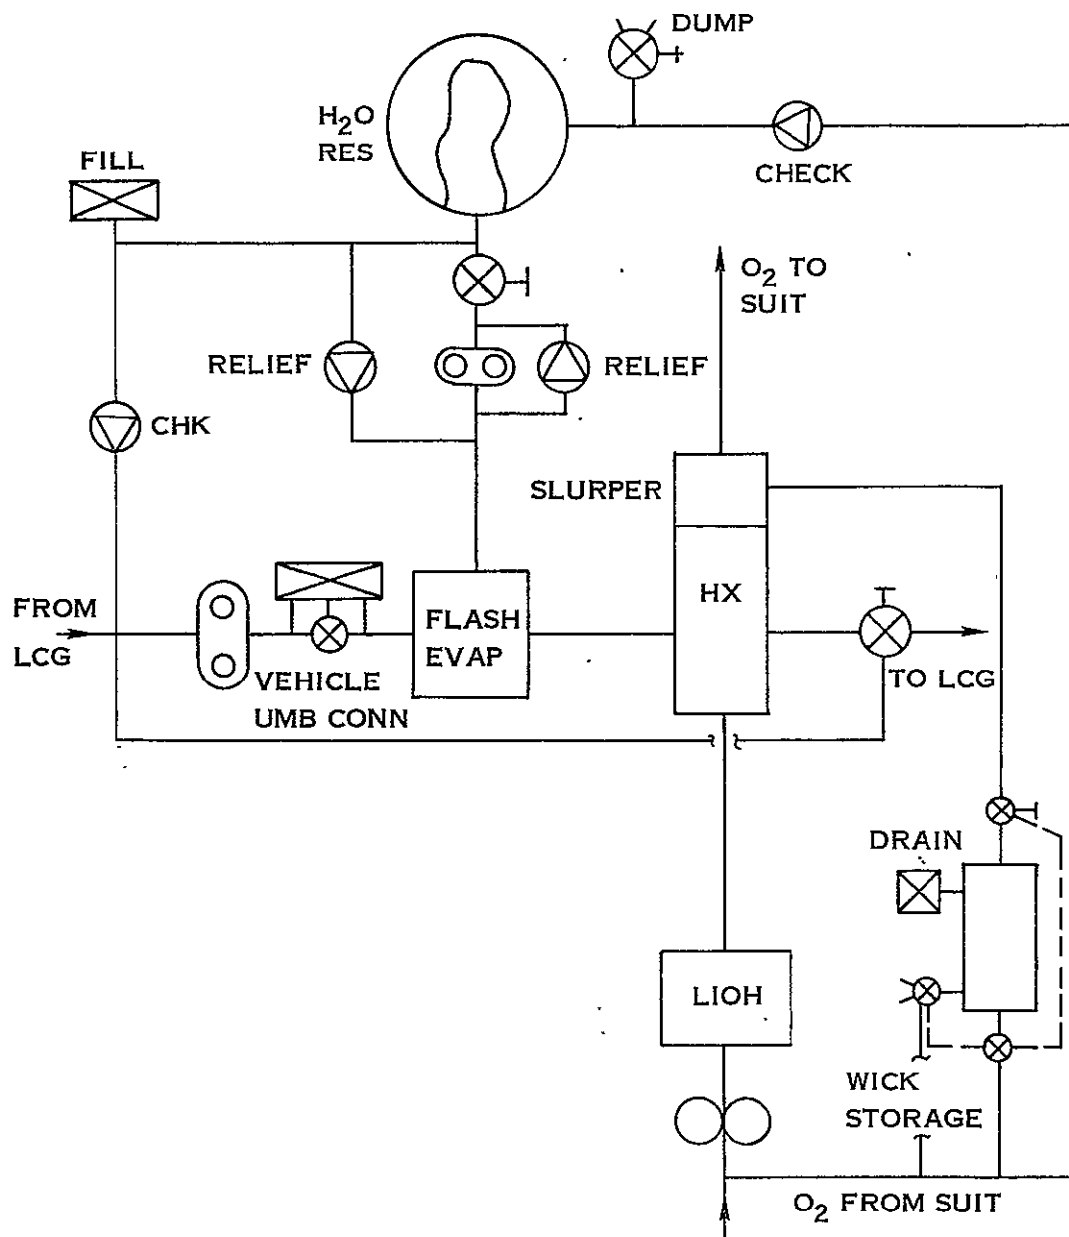 DUMP
H2O
RES
FILL
CHECK
O2 TO
SUIT
RELIEF
RELIEF
CHK
SLURPER
HX
FROM
LCG
FLASH
EVAP
VEHICLE
UMB CONN
TO LCG
DRAIN
LIOH
WICK
STORAGE
O2 FROM SUIT